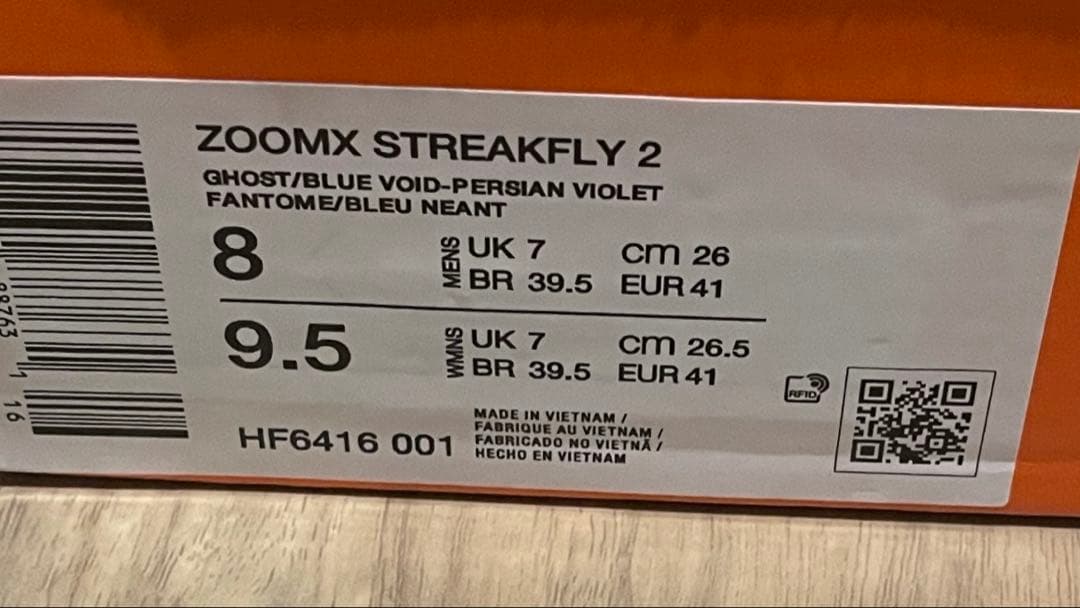 ZOOMX STREAKFLY 2
GHOST/BLUE VOID-PERSIAN VIOLET
FANTOME/BLEU NEANT
8 MENS UK 7 cm 26
BR 39.5 EUR 41
9.5 WMNS UK 7 cm 26.5
BR 39.5 EUR 41
HF6416 001
MADE IN VIETNAM /
FABRIQUE AU VIETNAM /
FABRICADO NO VIETNÃ /
HECHO EN VIETNAM
RFID
16